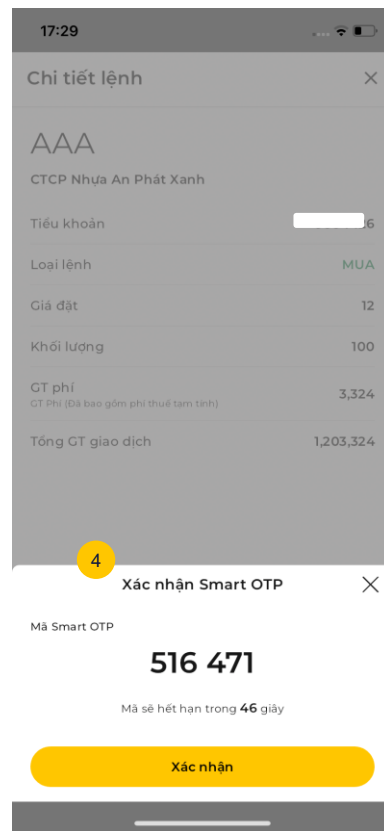 17:29
Chi tiết lệnh
AAA
CTCP Nhựa An Phát Xanh
Tiểu khoản 26
Loại lệnh MUA
Giá đặt 12
Khối lượng 100
GT phí 3,324
GT Phí (Đã bao gồm phí thuế tạm tính)
Tổng GT giao dịch 1,203,324
4
Xác nhận Smart OTP
Mã Smart OTP
516 471
Mã sẽ hết hạn trong 46 giây
Xác nhận